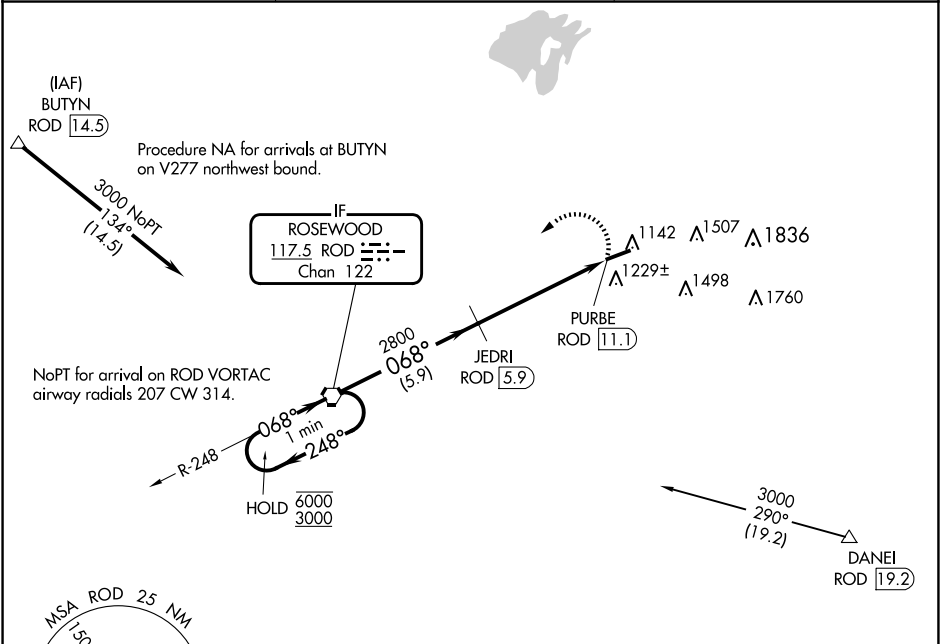 (IAF)
BUTYN
ROD 14.5
Procedure NA for arrivals at BUTYN
on V277 northwest bound.
3000 NoPT
134°
(14.5)
IF
ROSEWOOD
117.5 ROD
Chan 122
1142
1507
1836
1229±
1498
1760
PURBE
ROD 11.1
2800
068°
(5.9)
JEDRI
ROD 5.9
NoPT for arrival on ROD VORTAC
airway radials 207 CW 314.
068°
1 min
248°
R-248
HOLD 6000
3000
3000
290°
(19.2)
DANEI
ROD 19.2
MSA ROD 25 NM